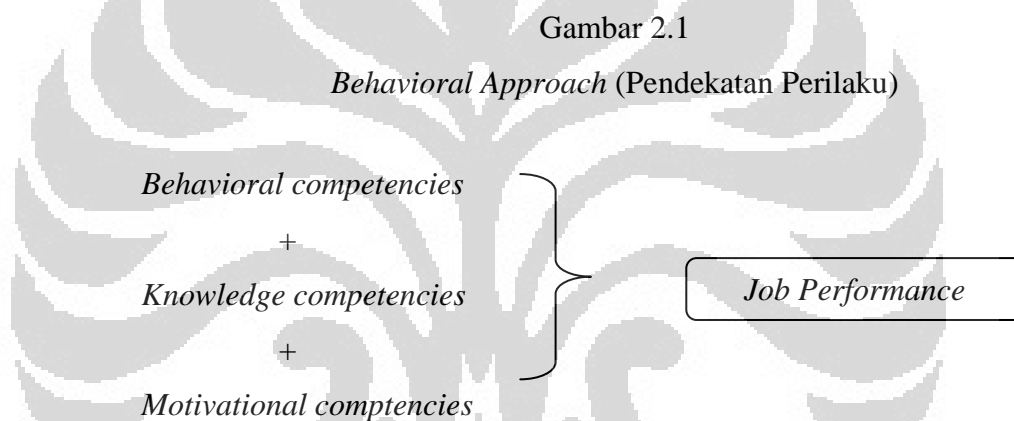 Gambar 2.1
Behavioral Approach (Pendekatan Perilaku)
Behavioral competencies
+
Knowledge competencies
+
Motivational comptencies
Job Performance